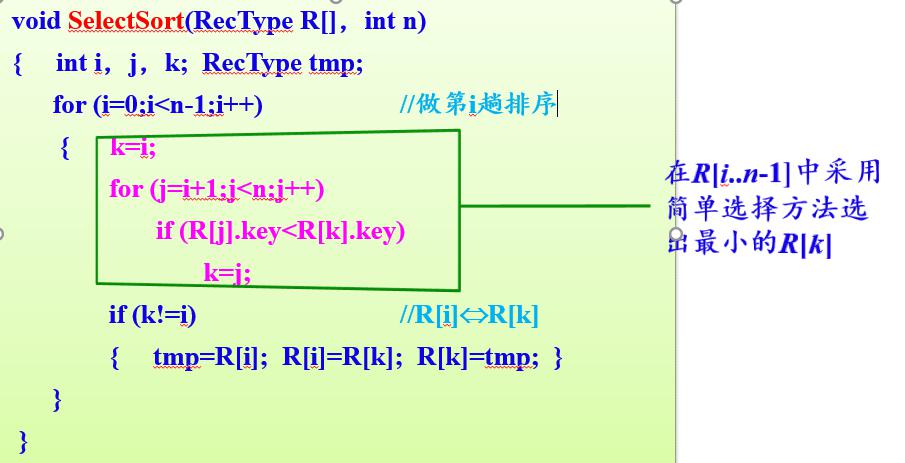 void SelectSort(RecType R[]，int n)
{ int i，j，k; RecType tmp;
for (i=0;i<n-1;i++) //做第i趟排序
{ k=i;
for (j=i+1;j<n;j++)
if (R[j].key<R[k].key)
k=j;
if (k!=i) //R[i]⇔R[k]
{ tmp=R[i]; R[i]=R[k]; R[k]=tmp; }
}
}
在R[i..n-1]中采用
简单选择方法选
出最小的R[k]